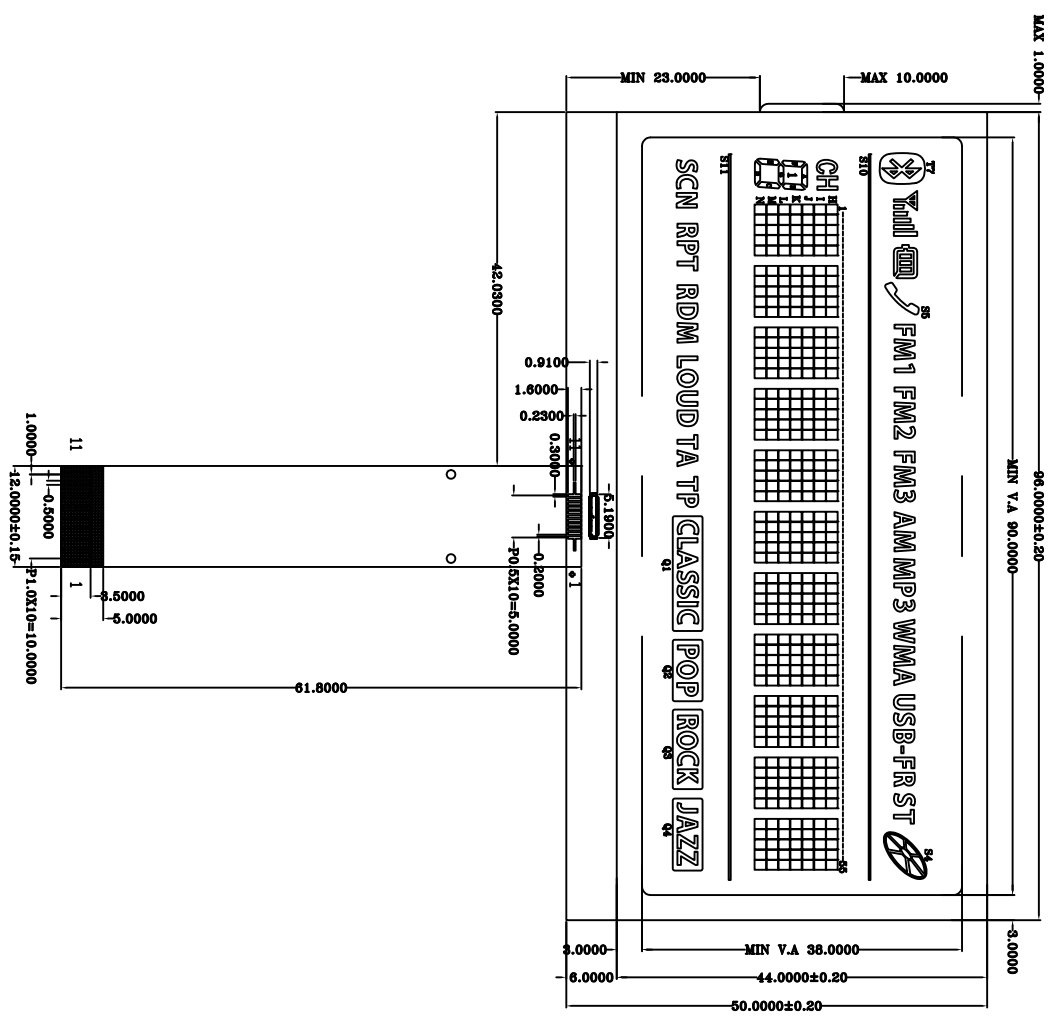 MAX 1.0000
MIN 23.0000
MAX 10.0000
T7
S10
S11
S5
S4
FM1 FM2 FM3 AM MP3 WMA USB-FR ST
CH
1
H
I
J
K
L
M
N
1
55
SCN RPT RDM LOUD TA TP CLASSIC POP ROCK JAZZ
Q1
Q2
Q3
Q4
96.0000±0.20
MIN V.A 90.0000
42.0300
0.9100
1.6000
0.2300
0.3000
11
5.1900
0.2000
P0.5X10=5.0000
1
11
1.0000
12.0000±0.15
0.5000
P1.0X10=10.0000
1
3.5000
5.0000
61.8000
3.0000
3.0000
MIN V.A 38.0000
6.0000
44.0000±0.20
50.0000±0.20